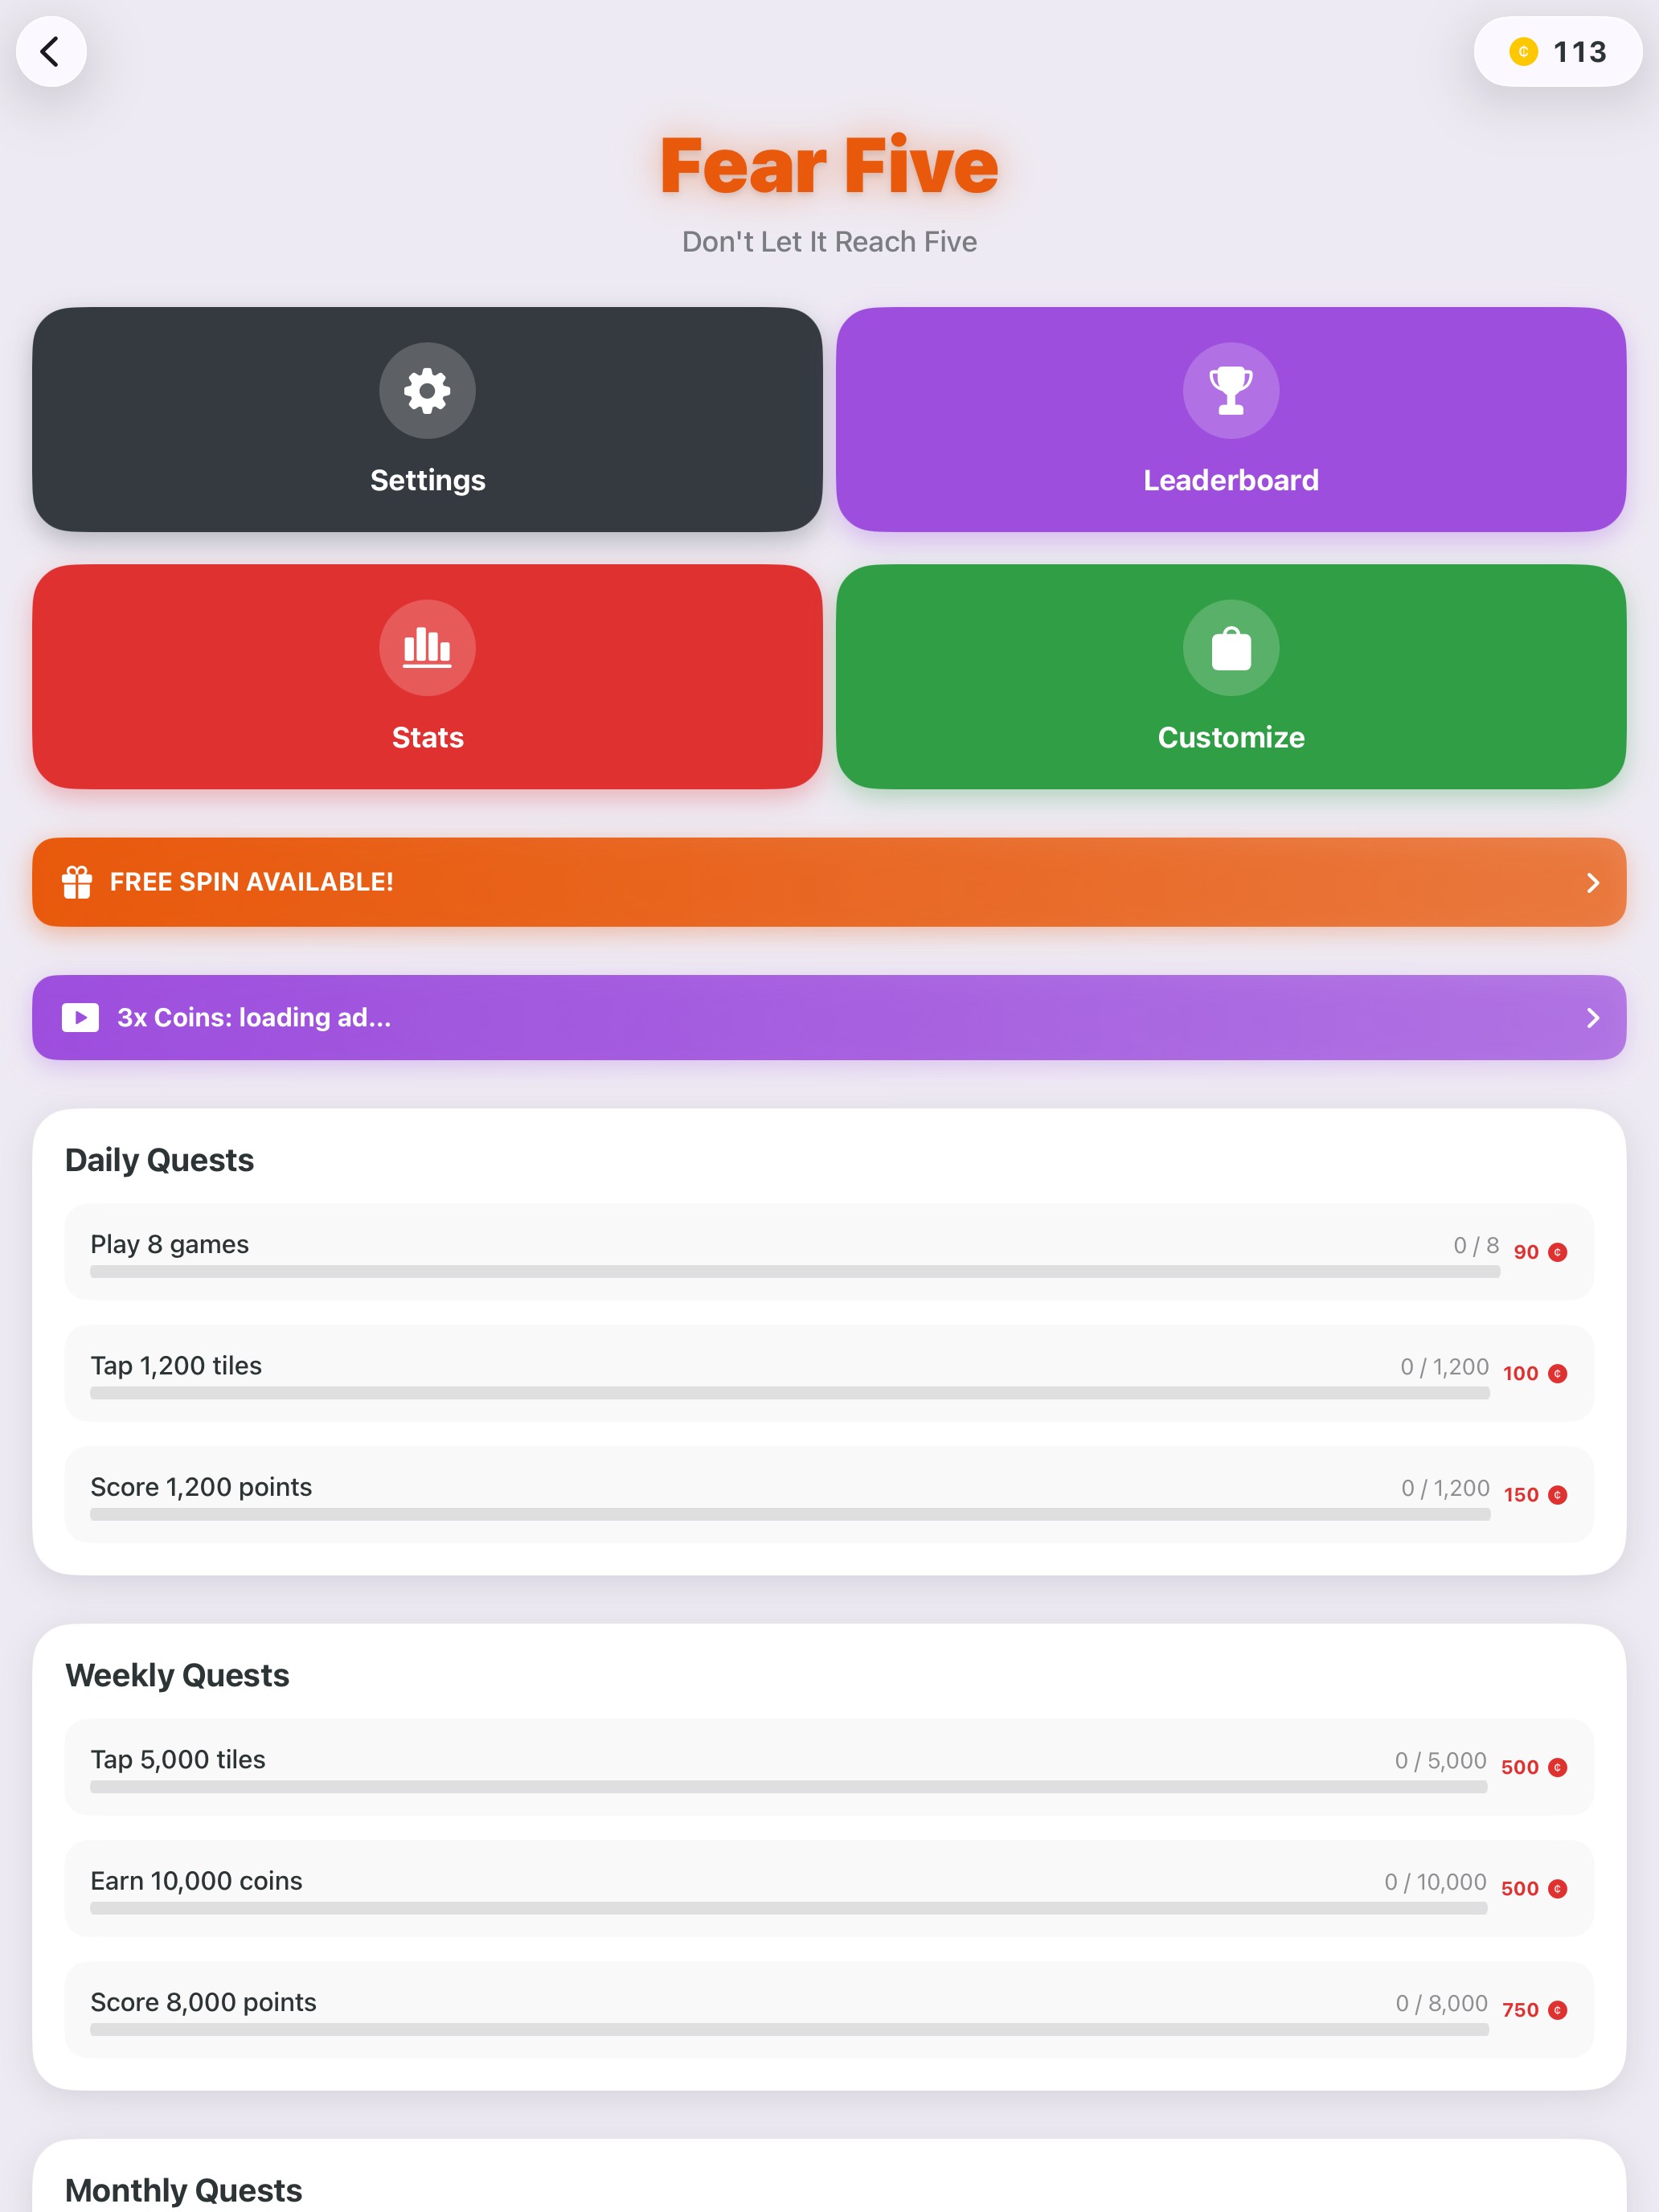 113
Fear Five
Don't Let It Reach Five
Settings
Leaderboard
Stats
Customize
FREE SPIN AVAILABLE!
3x Coins: loading ad...
Daily Quests
Play 8 games
0 / 8
90
Tap 1,200 tiles
0 / 1,200
100
Score 1,200 points
0 / 1,200
150
Weekly Quests
Tap 5,000 tiles
0 / 5,000
500
Earn 10,000 coins
0 / 10,000
500
Score 8,000 points
0 / 8,000
750
Monthly Quests